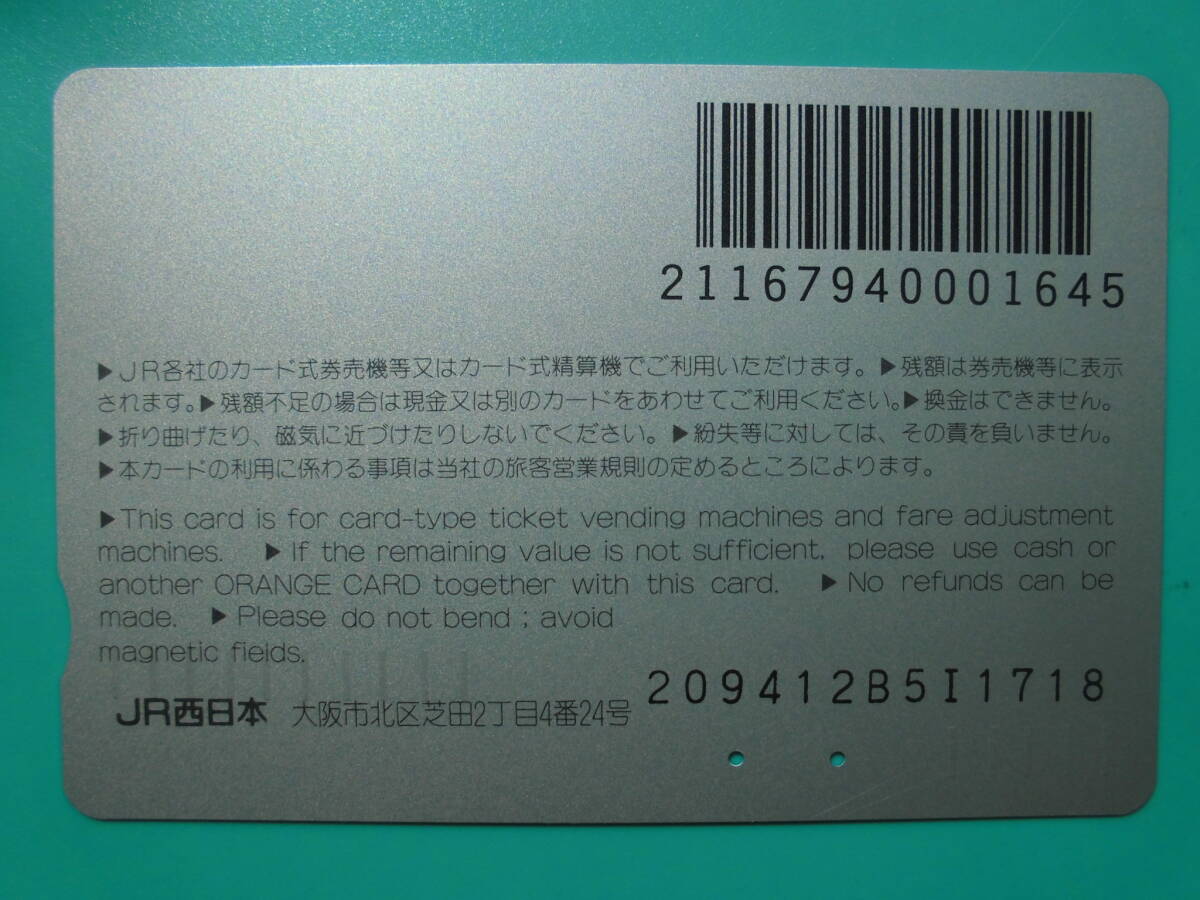 21167940001645
▶JR各社のカード式券売機等又はカード式精算機でご利用いただけます。▶残額は券売機等に表示
されます。▶残額不足の場合は現金又は別のカードをあわせてご利用ください。▶換金はできません。
▶折り曲げたり、磁気に近づけたりしないでください。▶紛失等に対しては、その責を負いません。
▶本カードの利用に係わる事項は当社の旅客営業規則の定めるところによります。
▶This card is for card-type ticket vending machines and fare adjustment
machines. ▶If the remaining value is not sufficient, please use cash or
another ORANGE CARD together with this card. ▶No refunds can be
made. ▶Please do not bend ; avoid
magnetic fields.
209412B5I1718
JR西日本 大阪市北区芝田2丁目4番24号